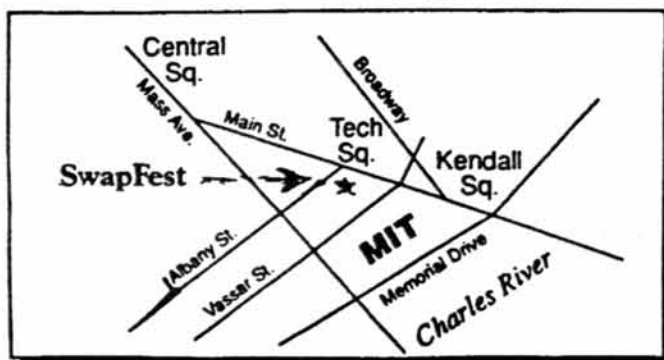 Central
Sq.
Mass Ave.
Broadway
Main St.
Tech
Sq.
Kendall
Sq.
SwapFest
MIT
Albany St.
Vassar St.
Memorial Drive
Charles River